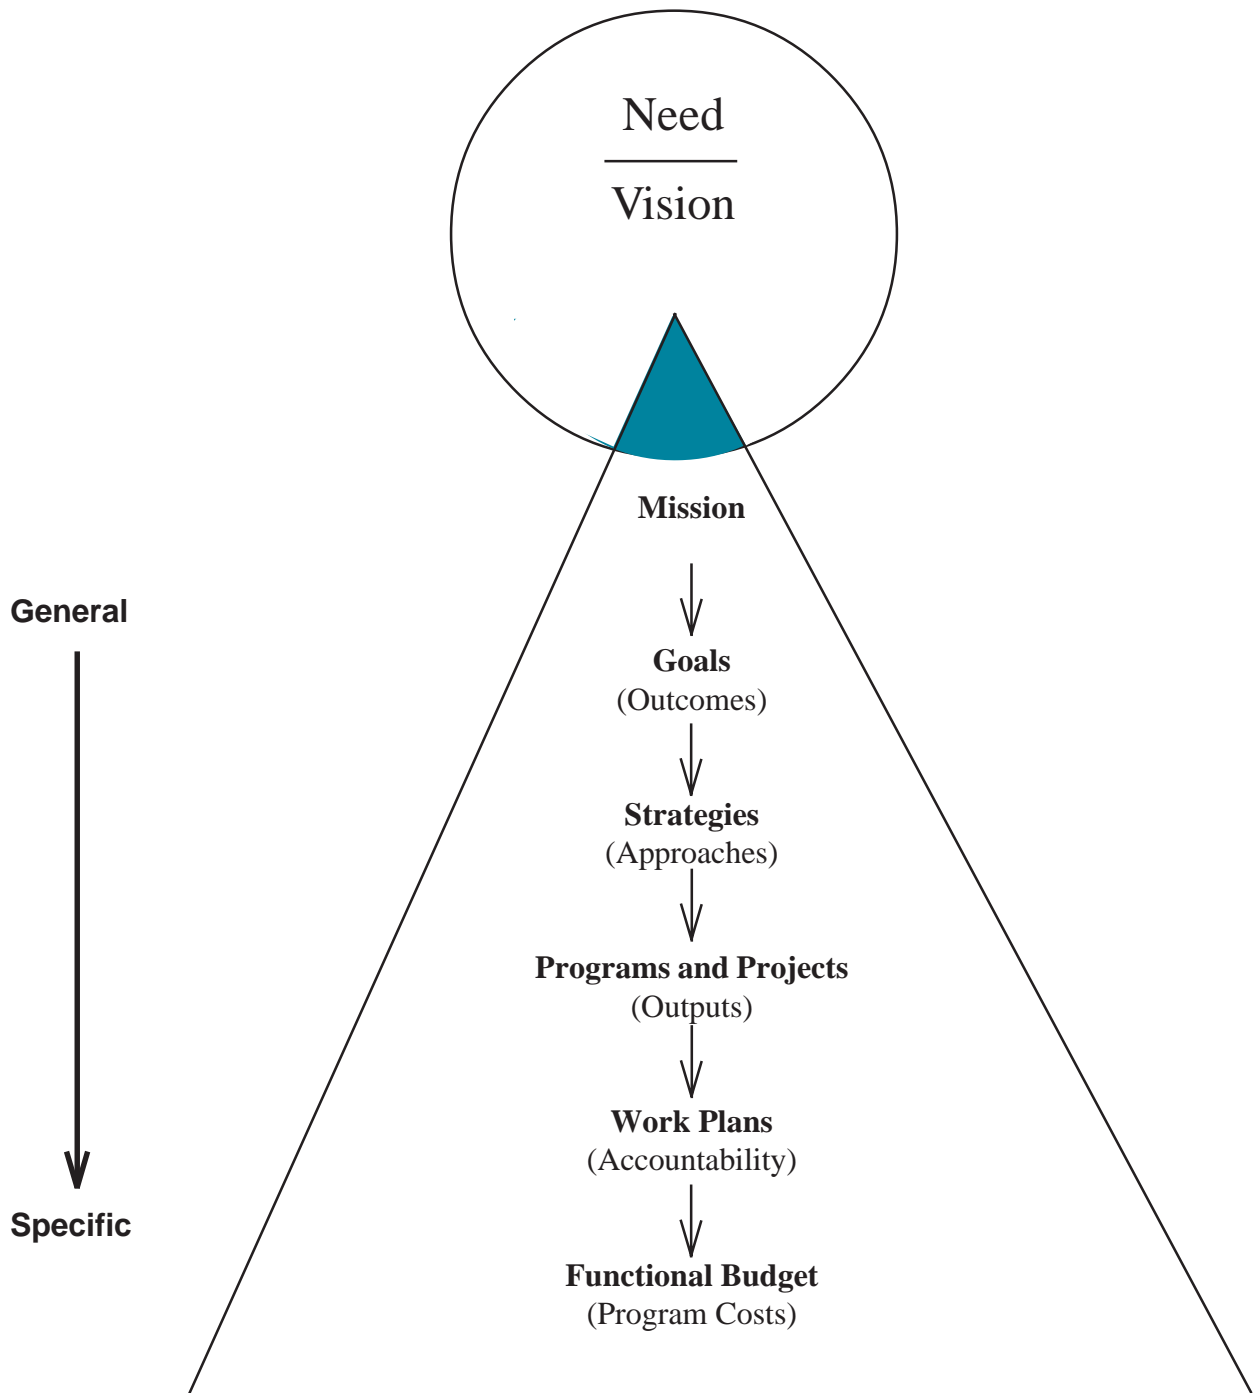 Need
Vision
Mission
General
Goals
(Outcomes)
Strategies
(Approaches)
Programs and Projects
(Outputs)
Work Plans
(Accountability)
Specific
Functional Budget
(Program Costs)